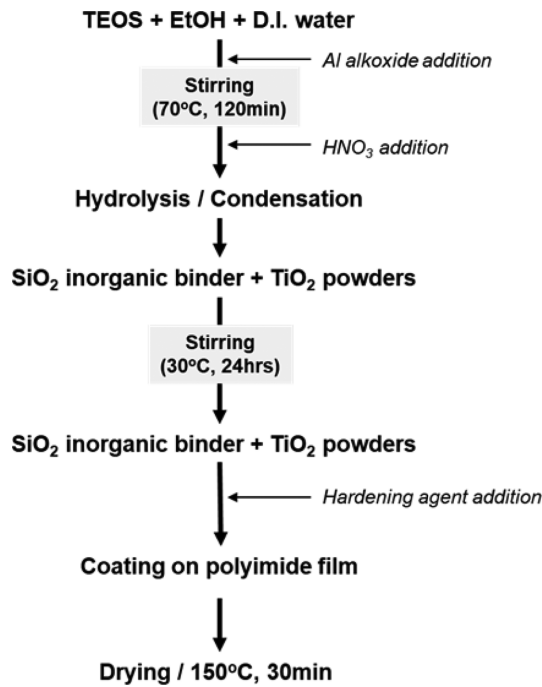 TEOS + EtOH + D.I. water
Al alkoxide addition
Stirring
(70°C, 120min)
HNO₃ addition
Hydrolysis / Condensation
SiO₂ inorganic binder + TiO₂ powders
Stirring
(30°C, 24hrs)
SiO₂ inorganic binder + TiO₂ powders
Hardening agent addition
Coating on polyimide film
Drying / 150°C, 30min